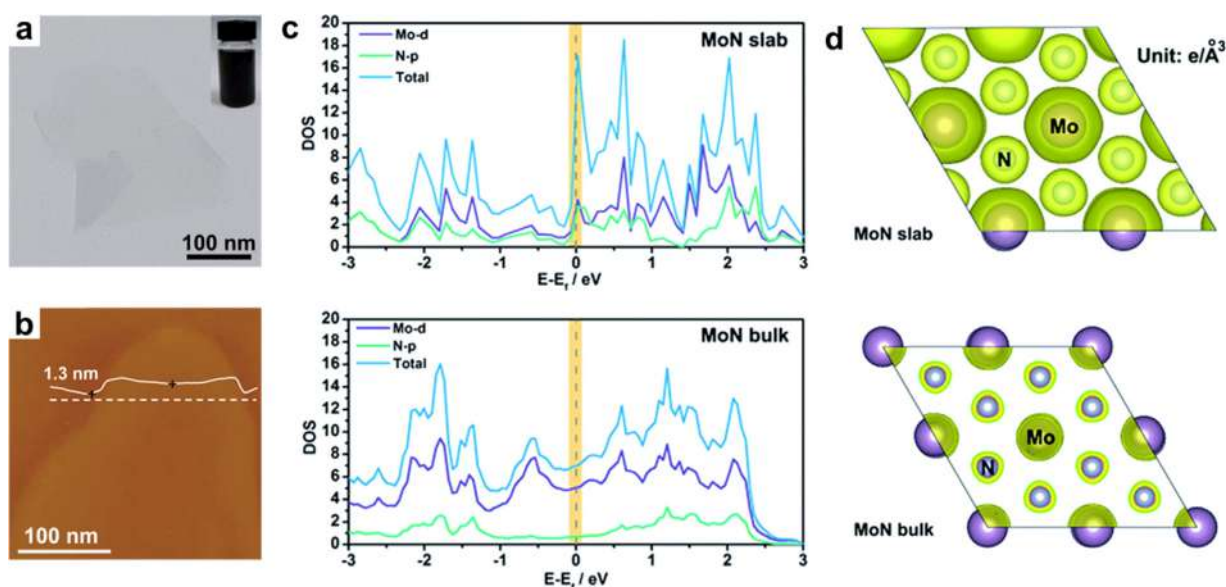 a
100 nm
b
1.3 nm
100 nm
c
MoN slab
Mo-d
N-p
Total
DOS
20
18
16
14
12
10
8
6
4
2
0
-3 -2 -1 0 1 2 3
E-E_f / eV
MoN bulk
Mo-d
N-p
Total
DOS
20
18
16
14
12
10
8
6
4
2
0
-3 -2 -1 0 1 2 3
E-E_f / eV
d
Unit: e/Å³
Mo
N
MoN slab
Mo
N
MoN bulk